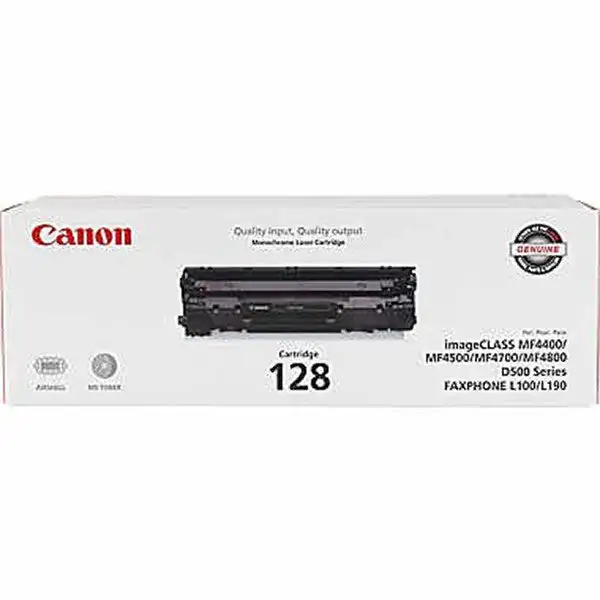 Canon
Quality input, Quality output
Monochrome Laser Cartridge
GENUINE
Canon
Cartridge
128
imageCLASS MF4400/
MF4500/MF4700/MF4800
D500 Series
FAXPHONE L100/L190